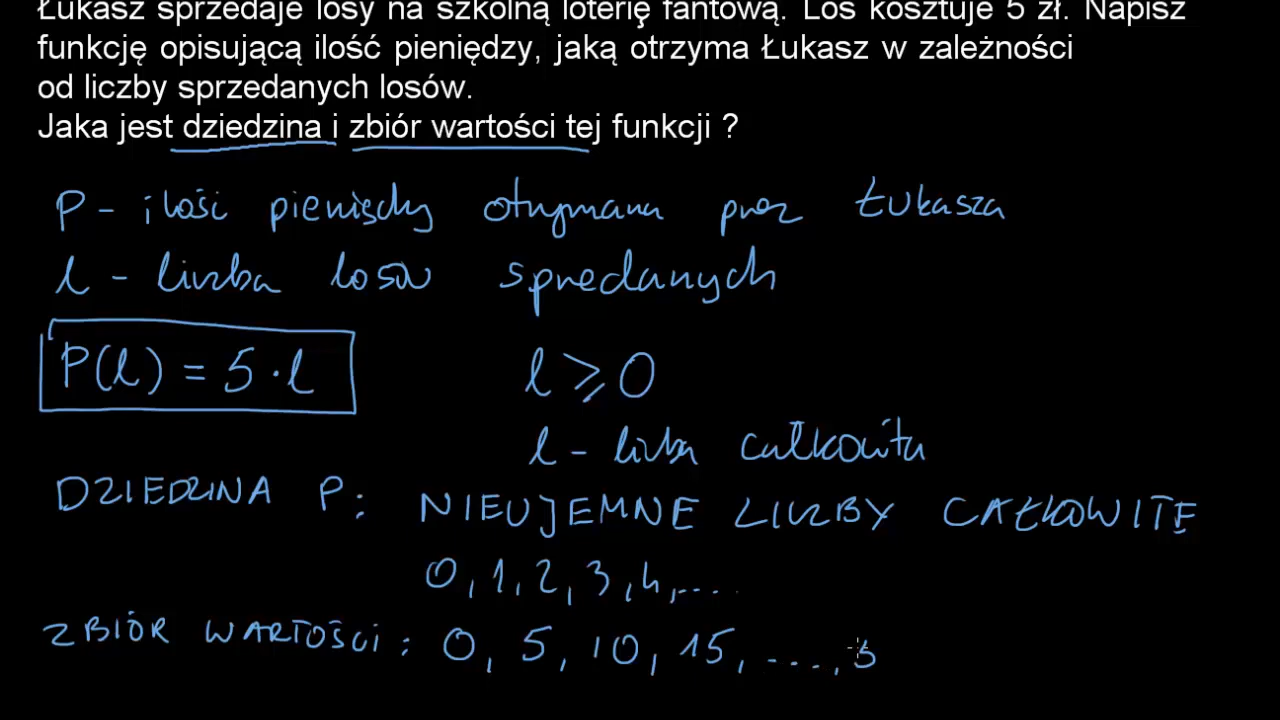 Łukasz sprzedaje losy na szkolną loterię fantową. Los kosztuje 5 zł. Napisz
funkcję opisującą ilość pieniędzy, jaką otrzyma Łukasz w zależności
od liczby sprzedanych losów.
Jaka jest dziedzina i zbiór wartości tej funkcji ?
P - ilość pieniędzy otrzymana przez Łukasza
l - liczba losów sprzedanych
P(l) = 5 · l
l ⩾ 0
l - liczba całkowita
DZIEDZINA P: NIEUJEMNE LICZBY CAŁKOWITE
0, 1, 2, 3, 4, ....
ZBIÓR WARTOŚCI: 0, 5, 10, 15, ...., 5